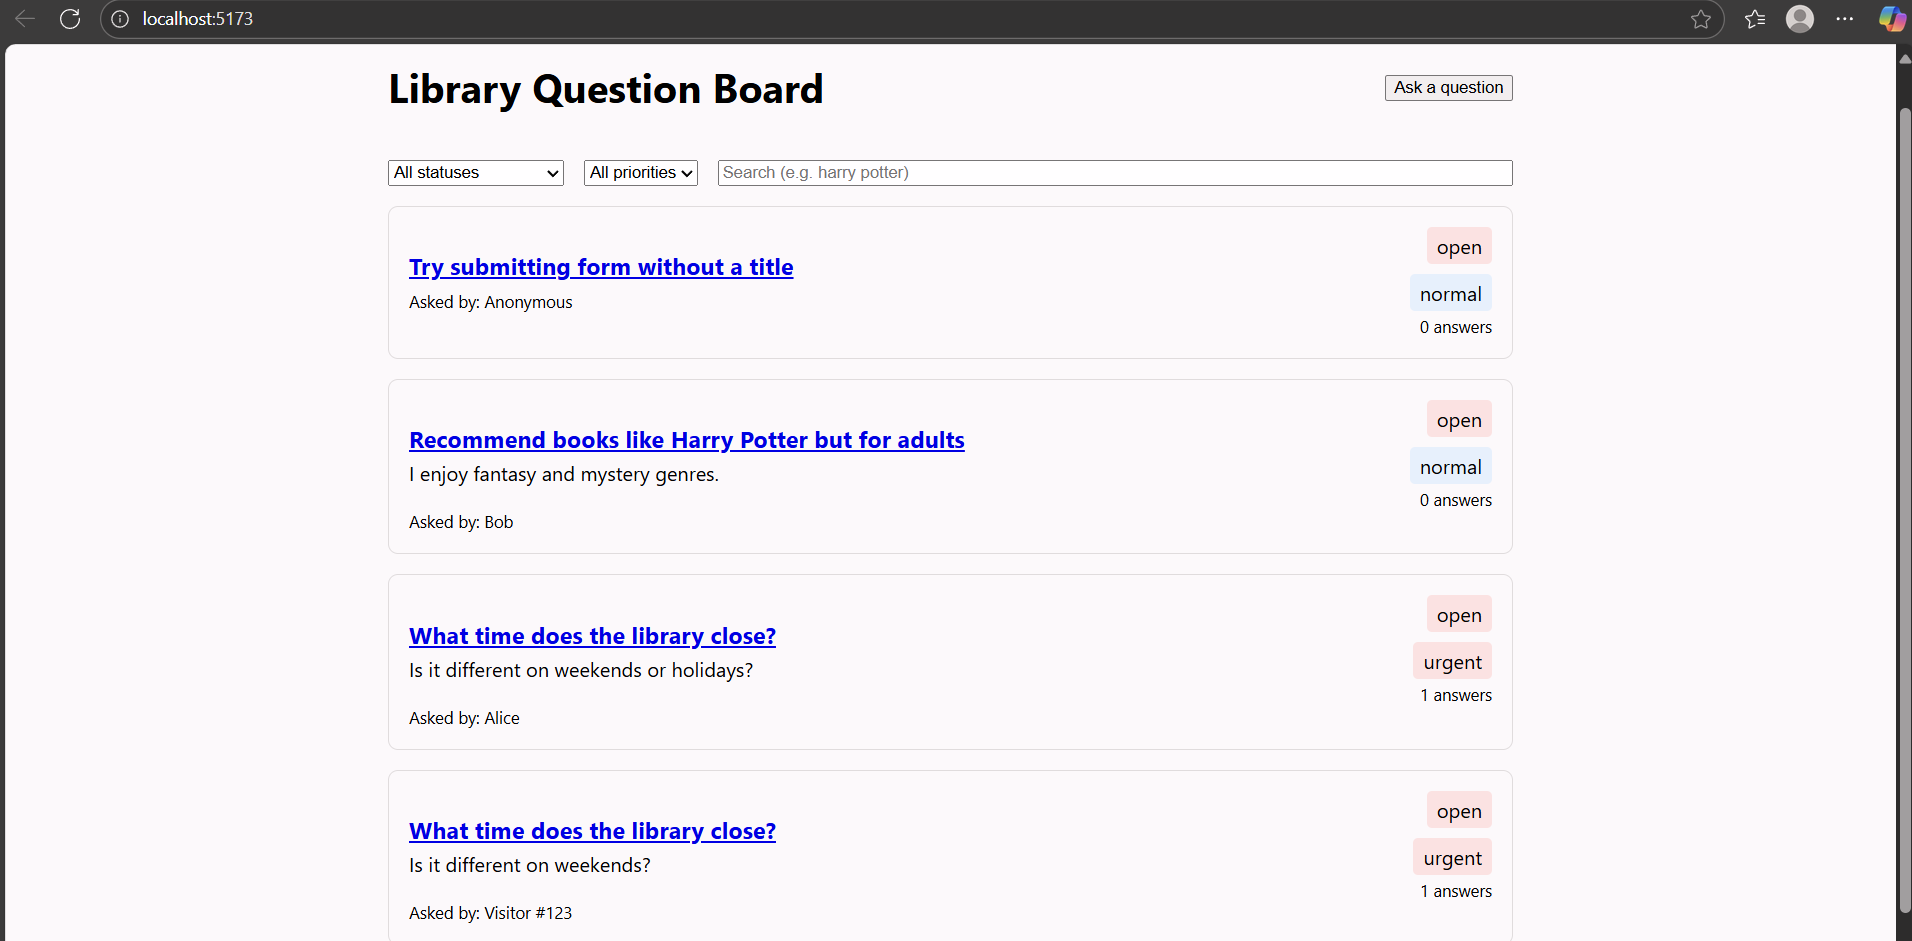 localhost:5173
Library Question Board
Ask a question
All statuses
All priorities
Search (e.g. harry potter)
Try submitting form without a title
Asked by: Anonymous
open
normal
0 answers
Recommend books like Harry Potter but for adults
I enjoy fantasy and mystery genres.
Asked by: Bob
open
normal
0 answers
What time does the library close?
Is it different on weekends or holidays?
Asked by: Alice
open
urgent
1 answers
What time does the library close?
Is it different on weekends?
Asked by: Visitor #123
open
urgent
1 answers